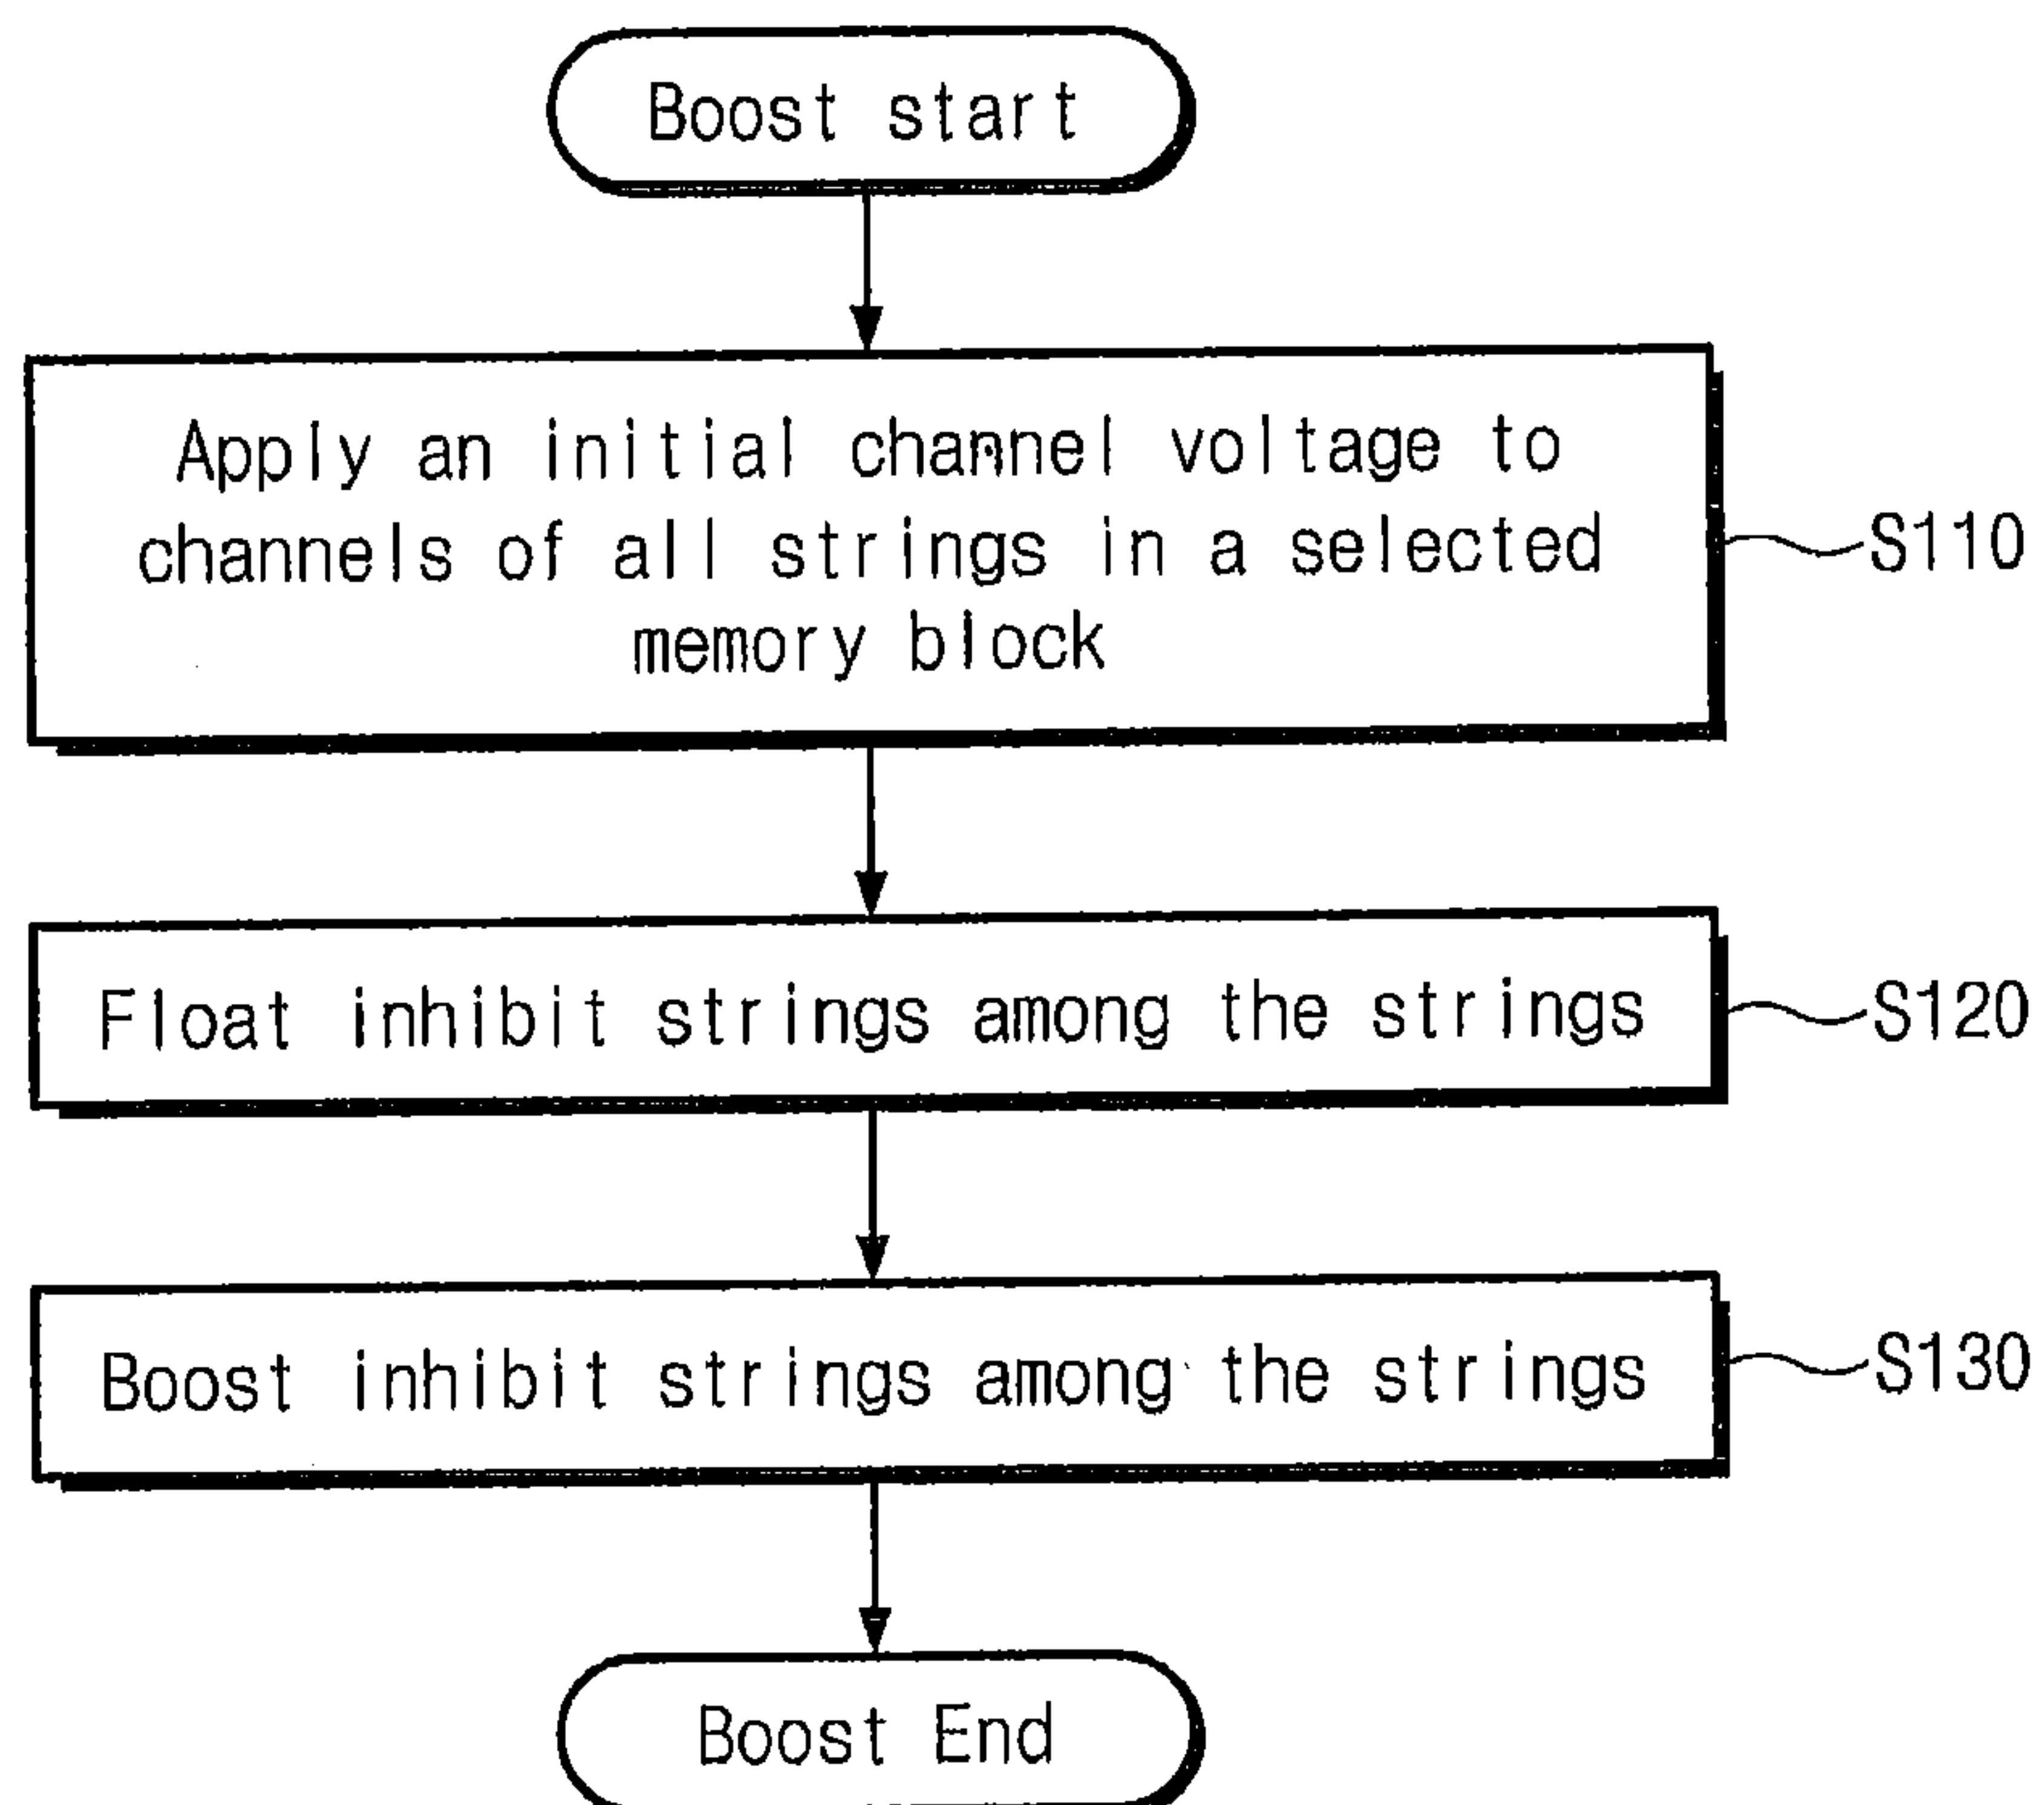 Boost start
Apply an initial channel voltage to
channels of all strings in a selected
memory block
S110
Float inhibit strings among the strings
S120
Boost inhibit strings among the strings
S130
Boost End